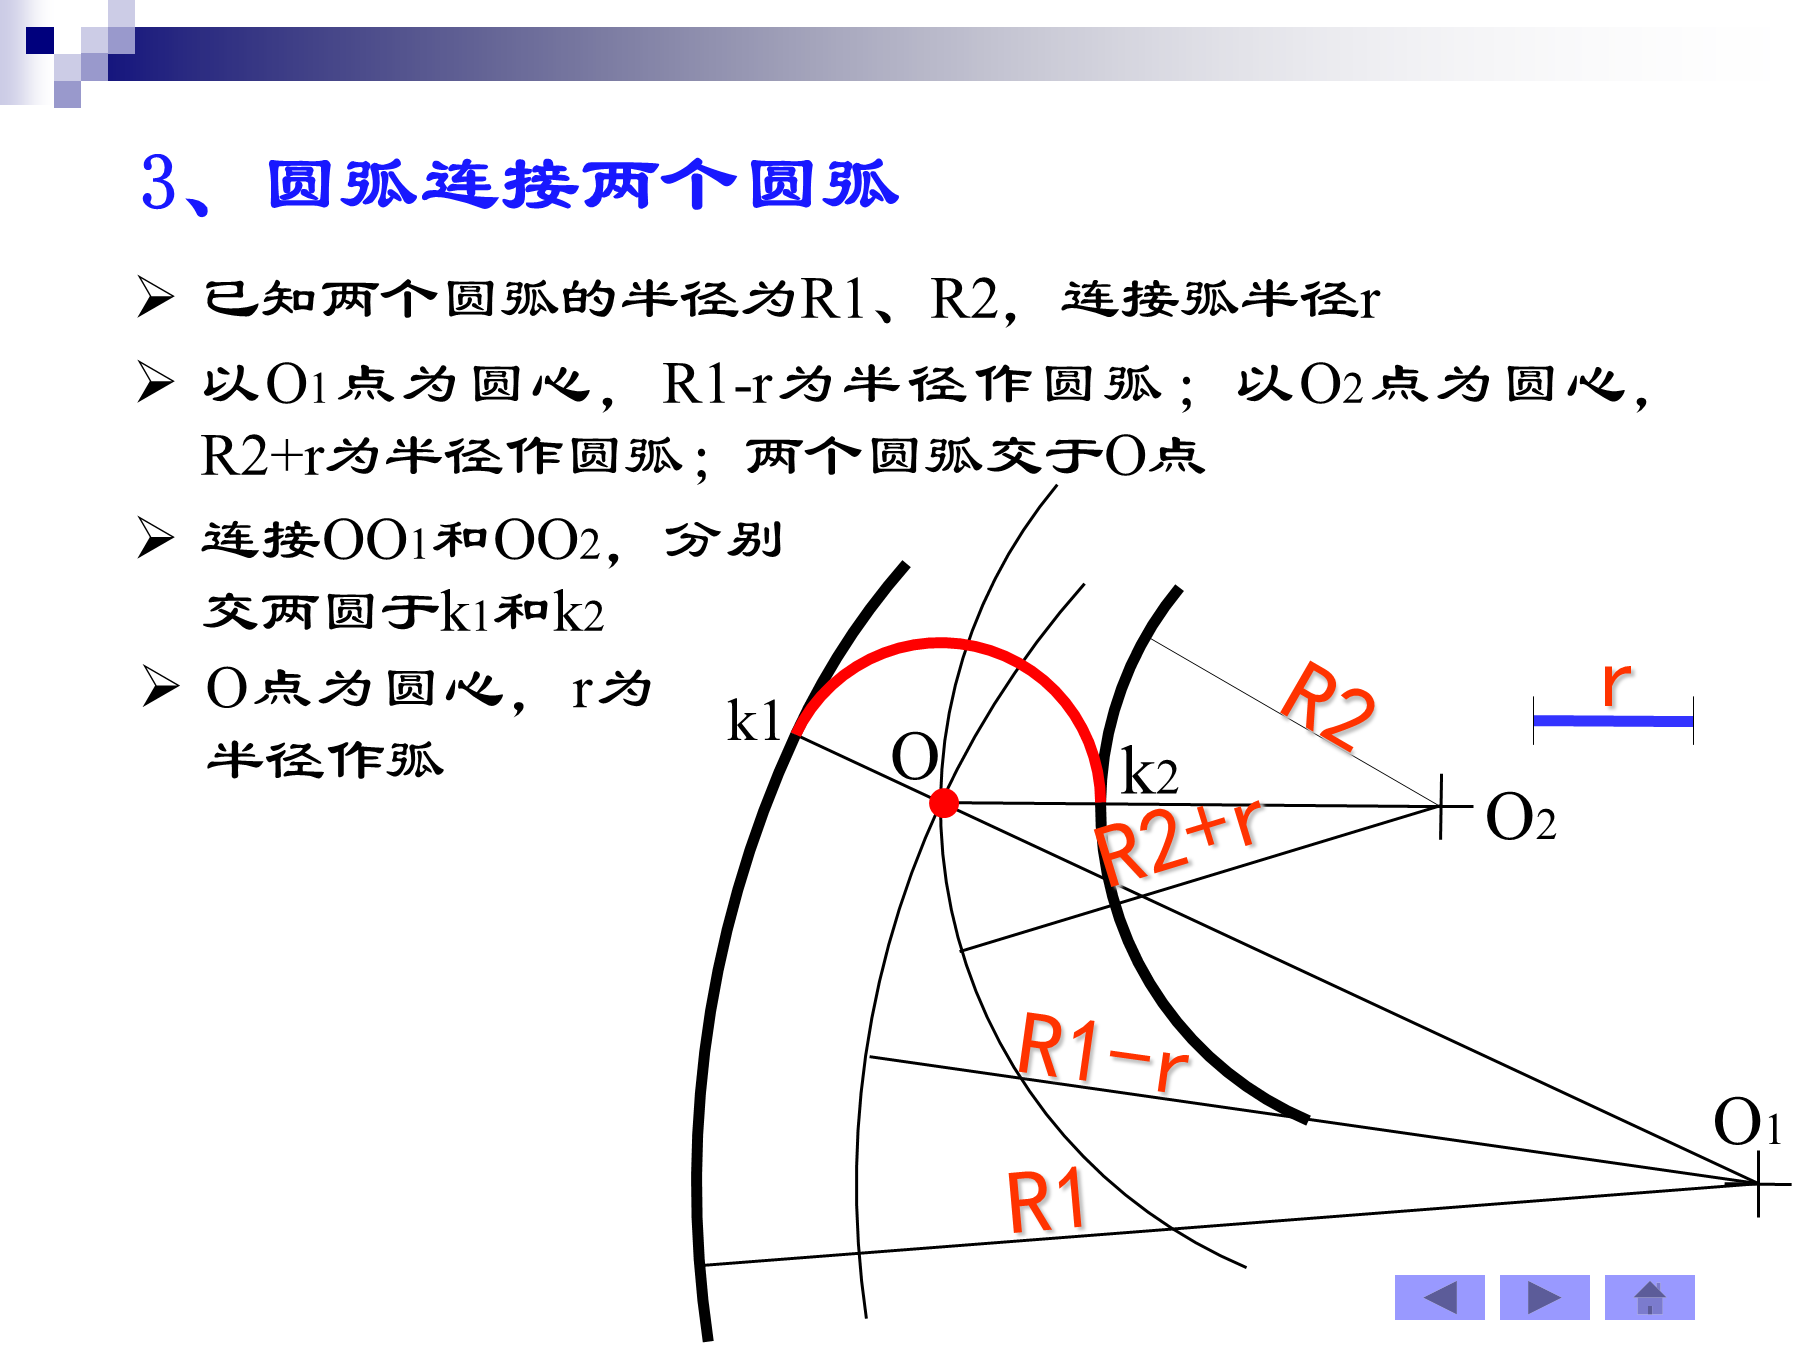 3、圆弧连接两个圆弧
已知两个圆弧的半径为R1、R2，连接弧半径r
以O1点为圆心，R1-r为半径作圆弧；以O2点为圆心，
R2+r为半径作圆弧；两个圆弧交于O点
连接OO1和OO2，分别
交两圆于k1和k2
O点为圆心，r为
半径作弧
R2
r
k1
O
k2
O2
R2+r
R1-r
O1
R1